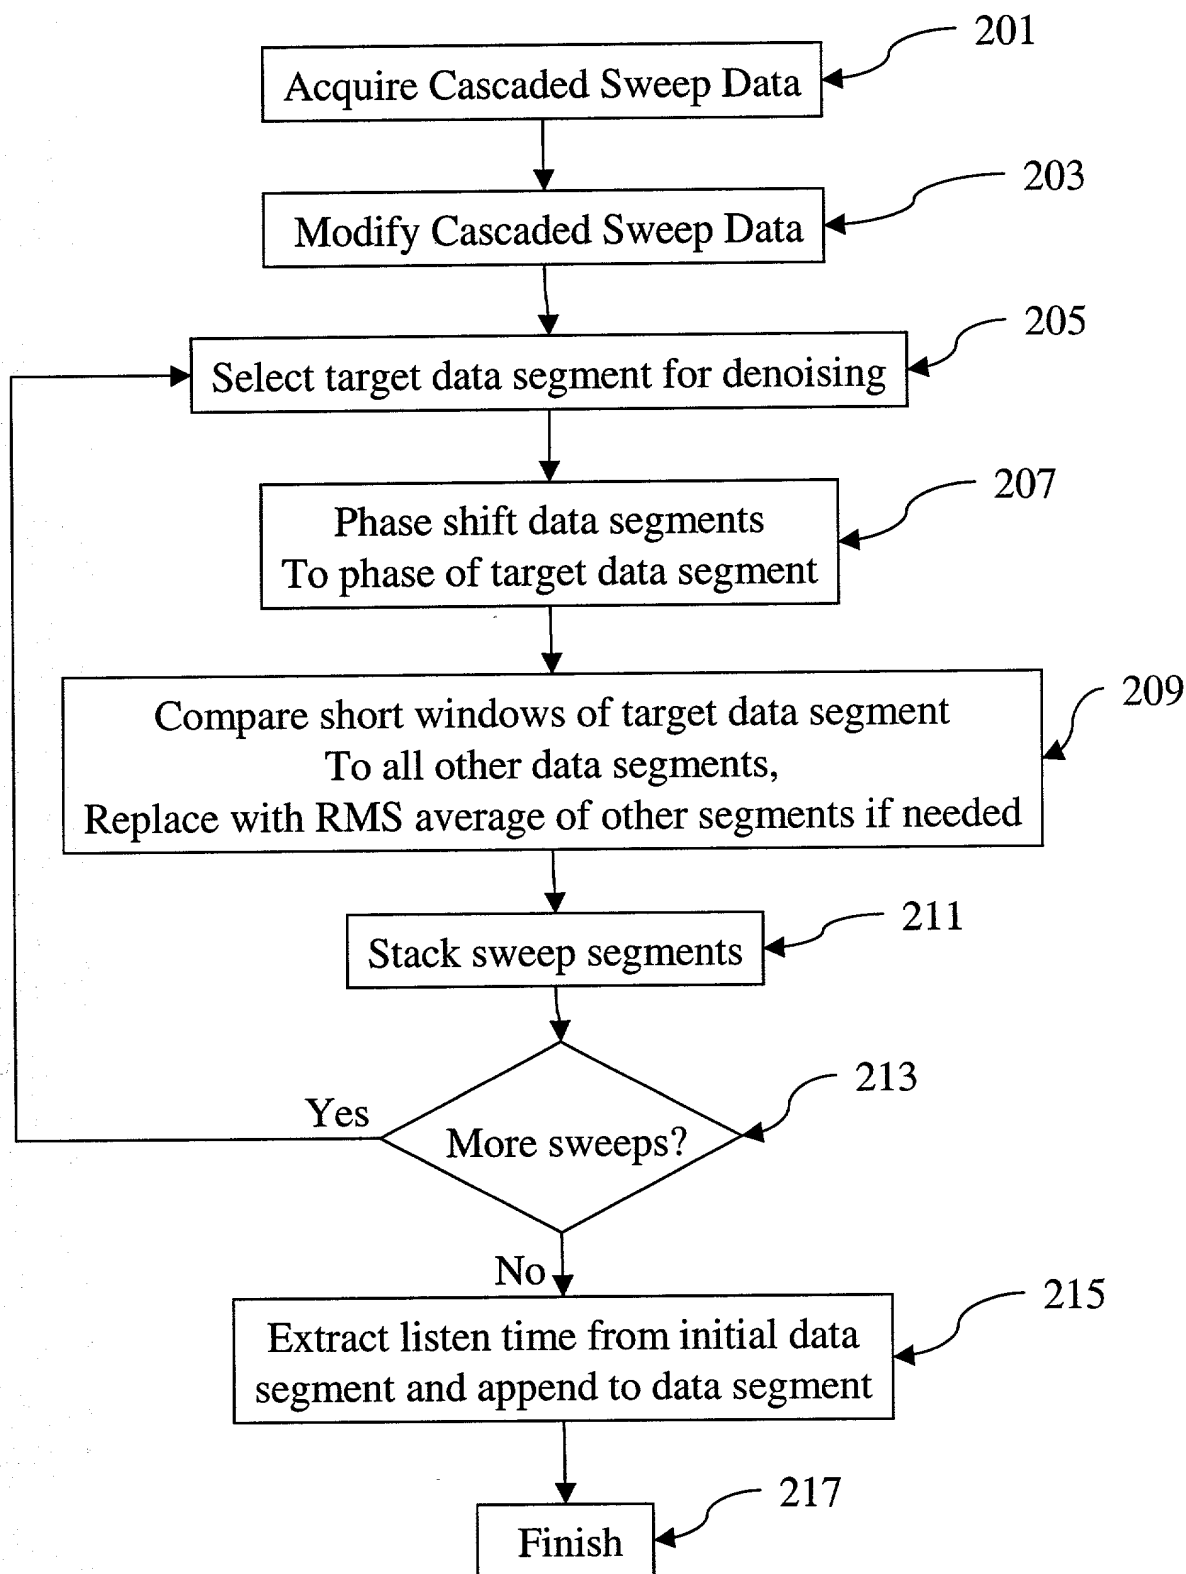 201
Acquire Cascaded Sweep Data
203
Modify Cascaded Sweep Data
205
Select target data segment for denoising
207
Phase shift data segments
To phase of target data segment
209
Compare short windows of target data segment
To all other data segments,
Replace with RMS average of other segments if needed
211
Stack sweep segments
213
Yes
More sweeps?
No
215
Extract listen time from initial data
segment and append to data segment
217
Finish